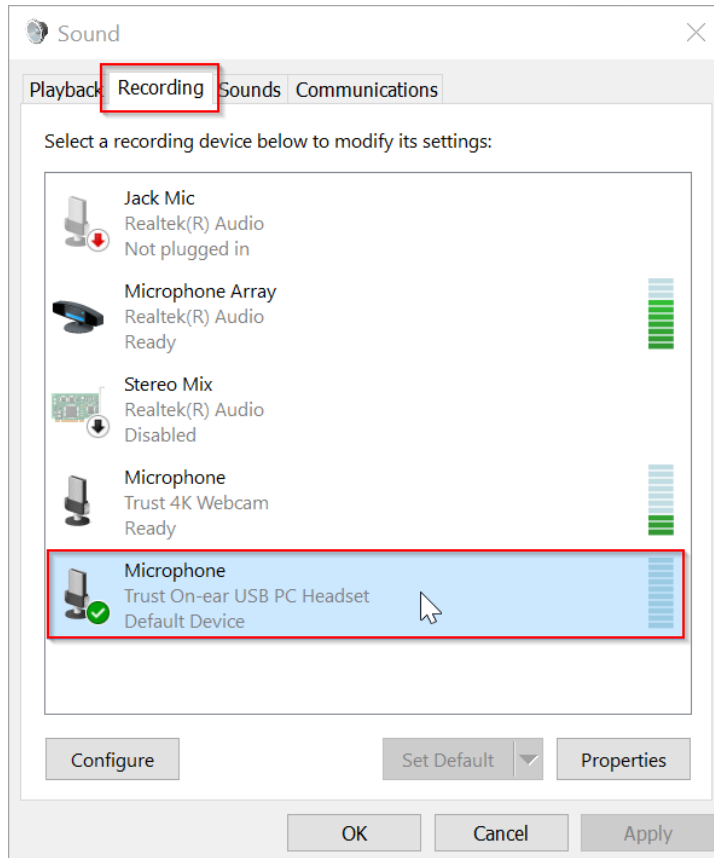 Sound
Playback Recording Sounds Communications
Select a recording device below to modify its settings:
Jack Mic
Realtek(R) Audio
Not plugged in
Microphone Array
Realtek(R) Audio
Ready
Stereo Mix
Realtek(R) Audio
Disabled
Microphone
Trust 4K Webcam
Ready
Microphone
Trust On-ear USB PC Headset
Default Device
Configure Set Default Properties
OK Cancel Apply